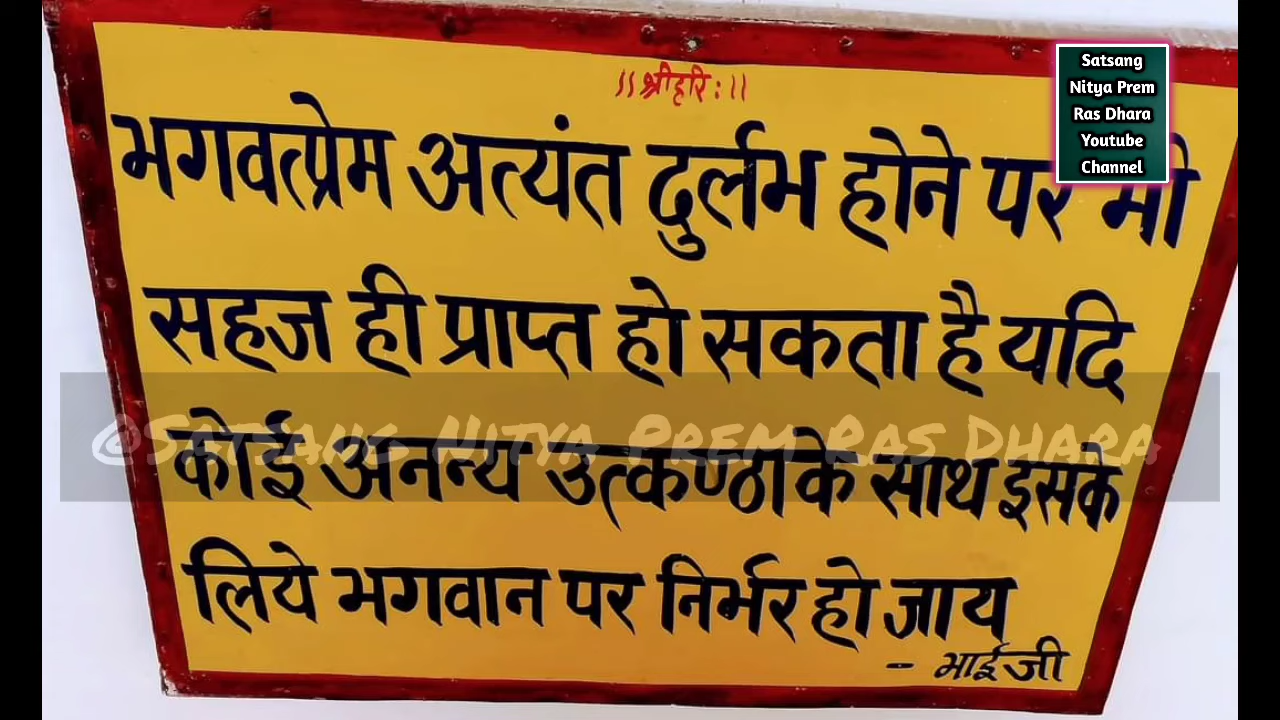 ॥श्रीहरिः॥
भगवत्प्रेम अत्यंत दुर्लभ होने पर भी
सहज ही प्राप्त हो सकता है यदि
कोई अनन्य उत्कण्ठा के साथ इसके
लिये भगवान पर निर्भर हो जाय
- भाईजी
Satsang
Nitya Prem
Ras Dhara
Youtube
Channel
@Satsang Nitya Prem Ras Dhara